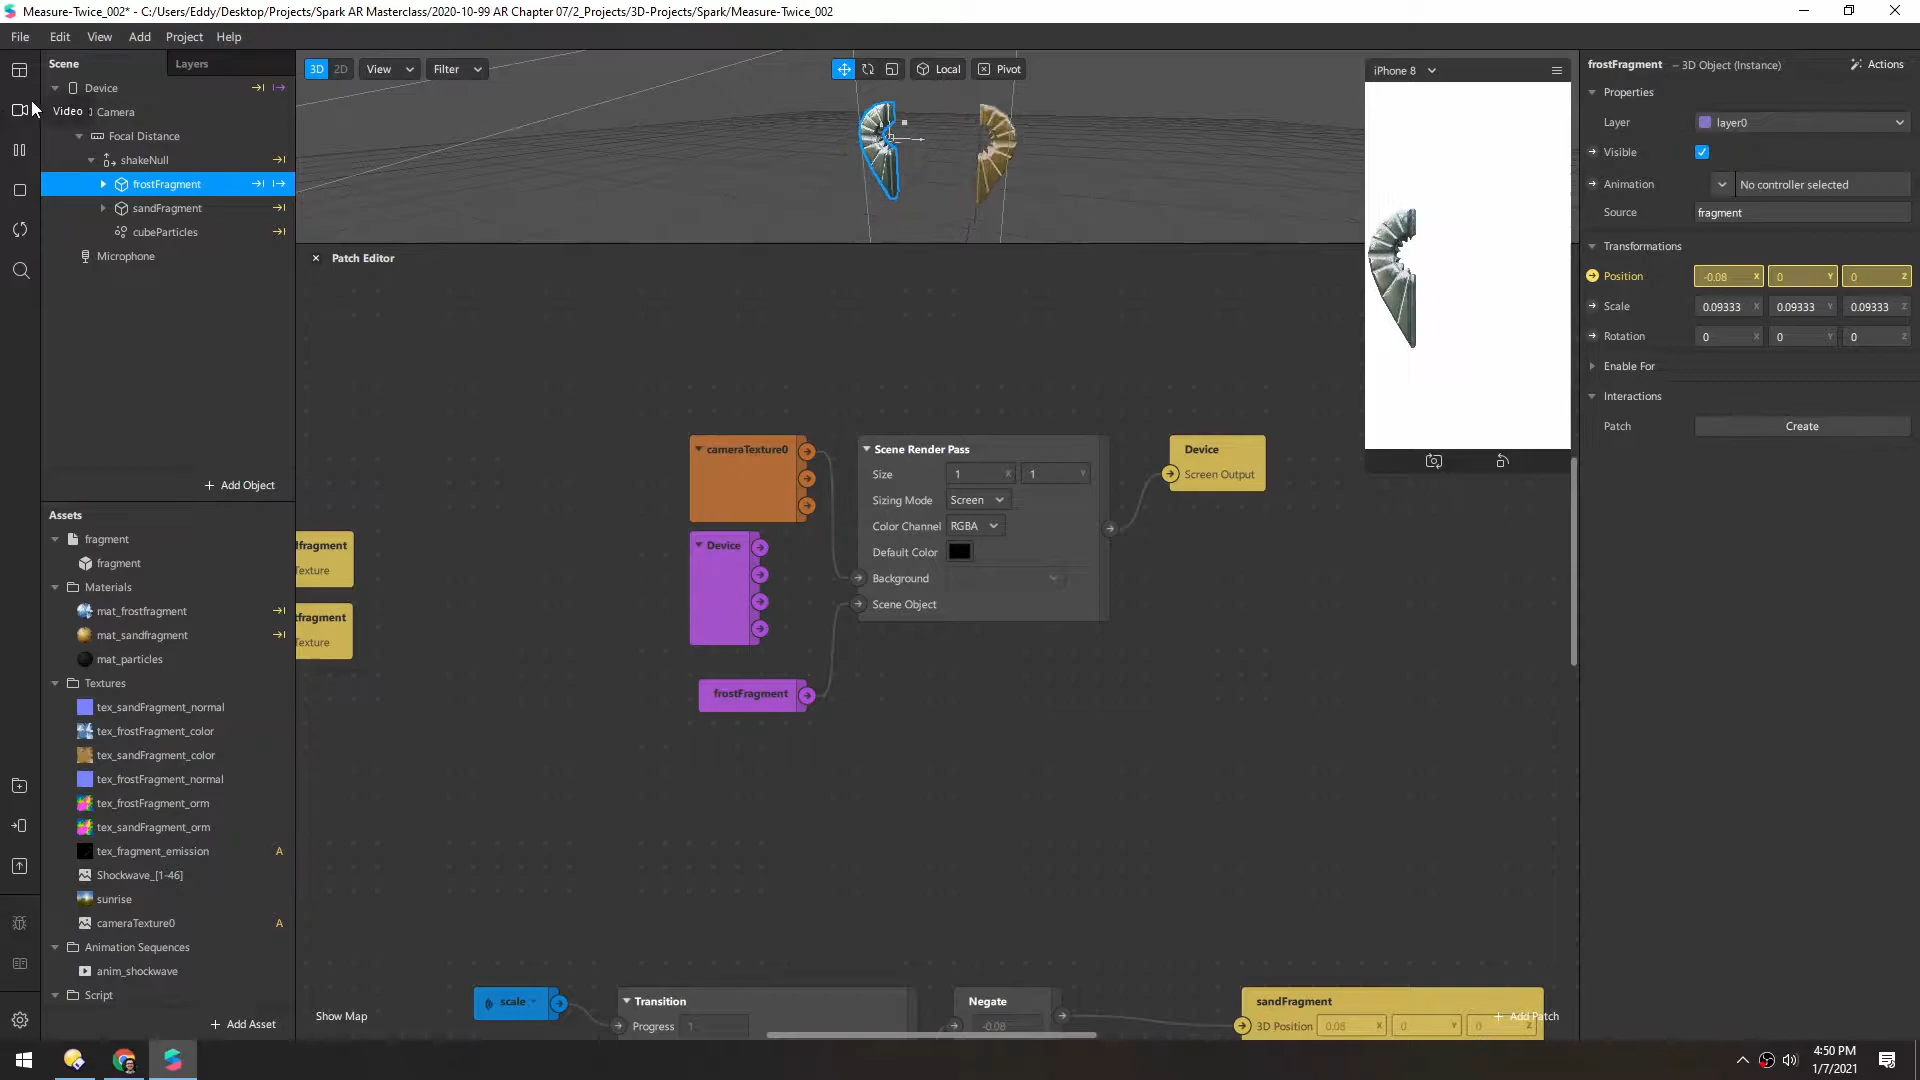 Measure-Twice_002* - C:/Users/Eddy/Desktop/Projects/Spark AR Masterclass/2020-10-99 AR Chapter 07/2_Projects/3D-Projects/Spark/Measure-Twice_002
File Edit View Add Project Help
Scene Layers
Device
Video Camera
Focal Distance
shakeNull
frostFragment
sandFragment
cubeParticles
Microphone
+ Add Object
Assets
fragment
fragment
Materials
mat_frostfragment
mat_sandfragment
mat_particles
Textures
tex_sandFragment_normal
tex_frostFragment_color
tex_sandFragment_color
tex_frostFragment_normal
tex_frostFragment_orm
tex_sandFragment_orm
tex_fragment_emission A
Shockwave_[1-46]
sunrise
cameraTexture0 A
Animation Sequences
anim_shockwave
Script
+ Add Asset
3D 2D View Filter
Local Pivot
Patch Editor
fragment
Texture
fragment
Texture
cameraTexture0
Device
frostFragment
Scene Render Pass
Size 1 X 1 Y
Sizing Mode Screen
Color Channel RGBA
Default Color
Background
Scene Object
Device
Screen Output
scale
Transition
Progress 1
Negate
-0.08
sandFragment
3D Position 0.08 X 0 Y 0 Z
Show Map
+ Add Patch
iPhone 8
frostFragment – 3D Object (Instance) Actions
Properties
Layer layer0
Visible
Animation No controller selected
Source fragment
Transformations
Position -0.08 X 0 Y 0 Z
Scale 0.09333 X 0.09333 Y 0.09333 Z
Rotation 0 X 0 Y 0 Z
Enable For
Interactions
Patch Create
4:50 PM
1/7/2021